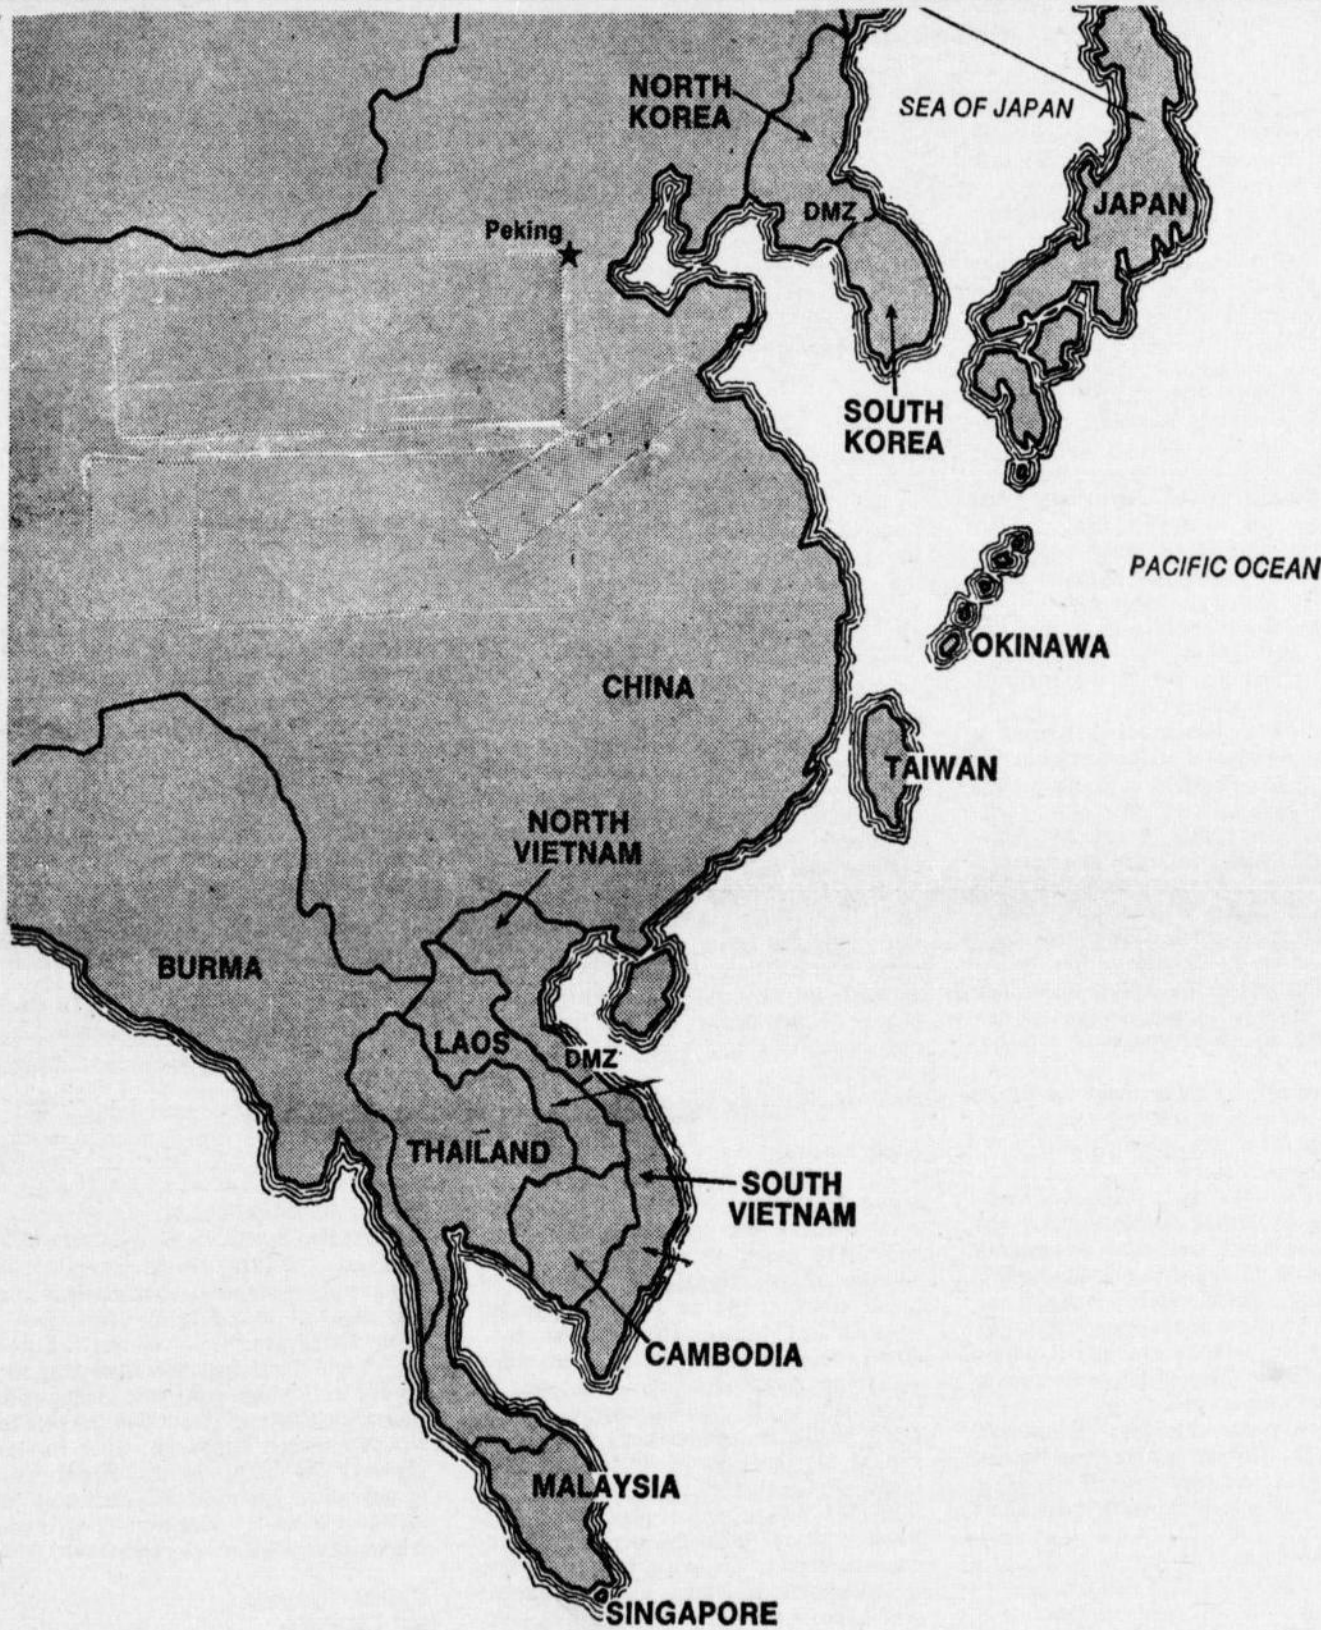 NORTH
KOREA
SEA OF JAPAN
DMZ
JAPAN
Peking
SOUTH
KOREA
PACIFIC OCEAN
OKINAWA
CHINA
TAIWAN
NORTH
VIETNAM
BURMA
LAOS
DMZ
THAILAND
SOUTH
VIETNAM
CAMBODIA
MALAYSIA
SINGAPORE